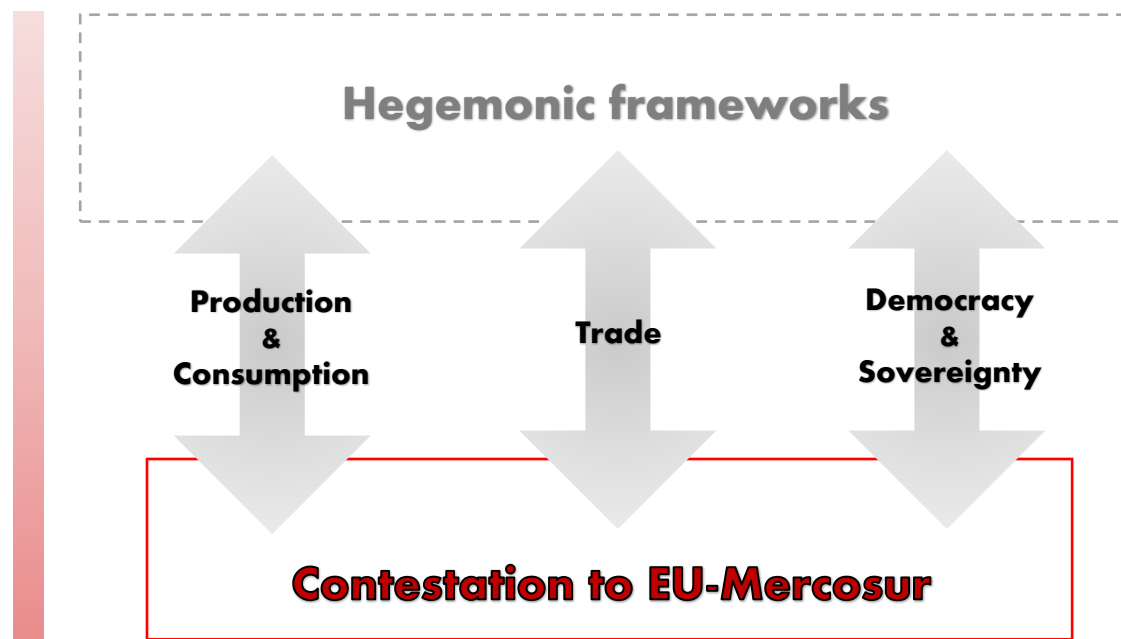 Hegemonic frameworks
Production
&
Consumption
Trade
Democracy
&
Sovereignty
Contestation to EU-Mercosur